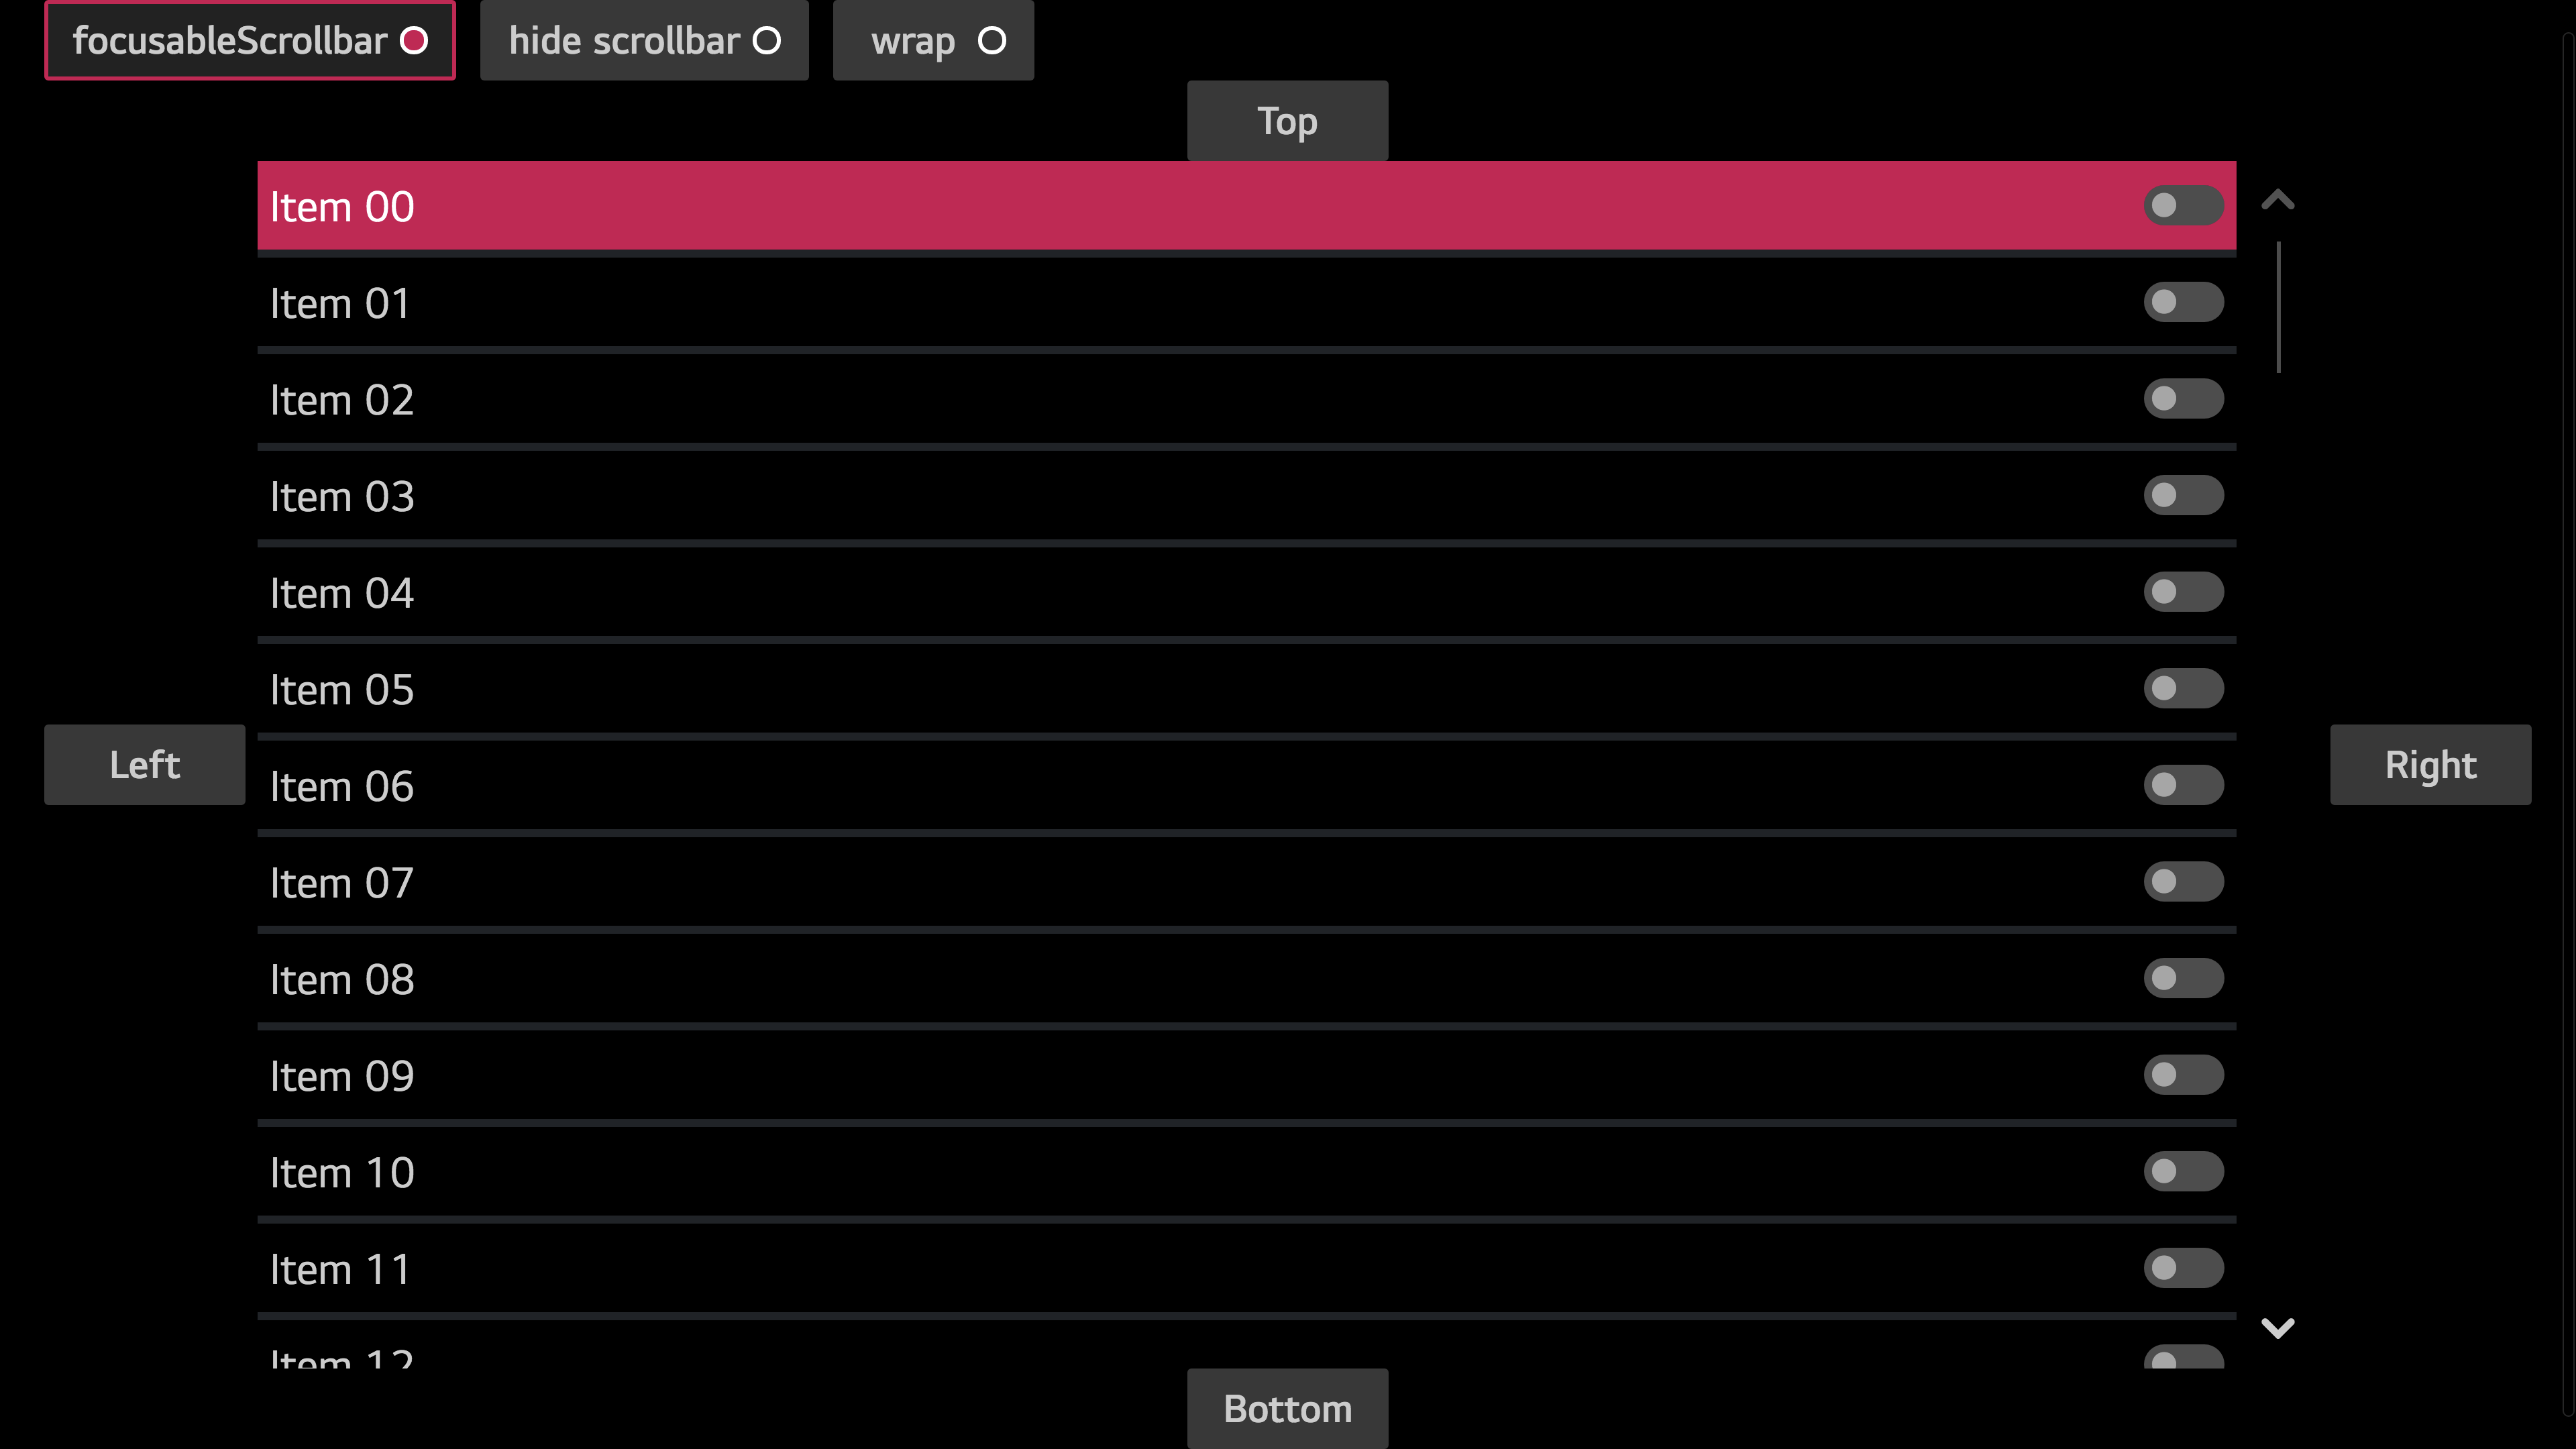 focusableScrollbar
hide scrollbar
wrap
Top
Item 00
Item 01
Item 02
Item 03
Item 04
Item 05
Item 06
Left
Right
Item 07
Item 08
Item 09
Item 10
Item 11
Item 12
Bottom